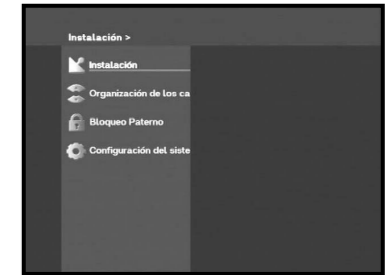 Instalación >
Instalación
Organización de los ca
Bloqueo Paterno
Configuración del siste